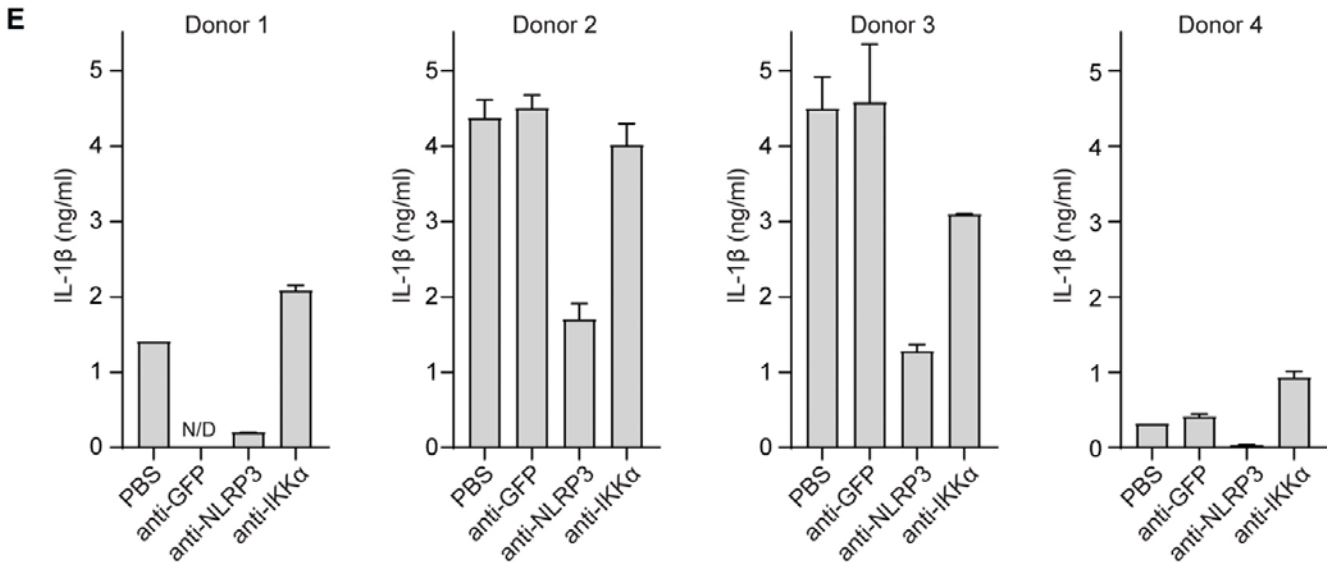 E
Donor 1
IL-1β (ng/ml)
5
4
3
2
1
0
N/D
PBS
anti-GFP
anti-NLRP3
anti-IKKα
Donor 2
IL-1β (ng/ml)
5
4
3
2
1
0
PBS
anti-GFP
anti-NLRP3
anti-IKKα
Donor 3
IL-1β (ng/ml)
5
4
3
2
1
0
PBS
anti-GFP
anti-NLRP3
anti-IKKα
Donor 4
IL-1β (ng/ml)
5
4
3
2
1
0
PBS
anti-GFP
anti-NLRP3
anti-IKKα